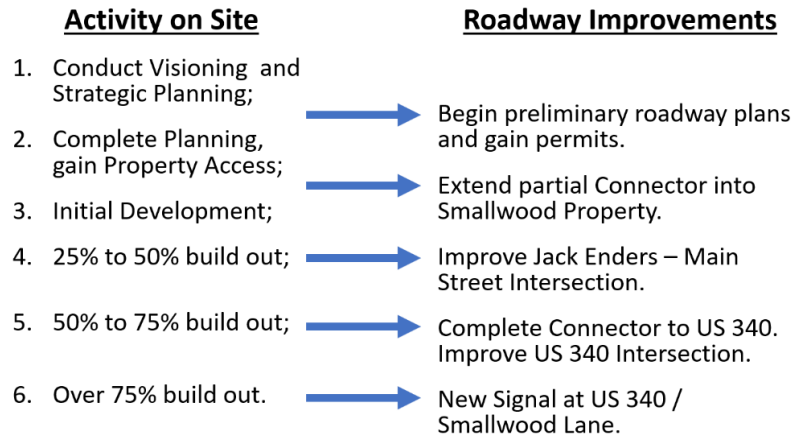 Activity on Site
Roadway Improvements
1. Conduct Visioning and
Strategic Planning;
Begin preliminary roadway plans
and gain permits.
2. Complete Planning,
gain Property Access;
Extend partial Connector into
Smallwood Property.
3. Initial Development;
4. 25% to 50% build out;
Improve Jack Enders – Main
Street Intersection.
5. 50% to 75% build out;
Complete Connector to US 340.
Improve US 340 Intersection.
6. Over 75% build out.
New Signal at US 340 /
Smallwood Lane.